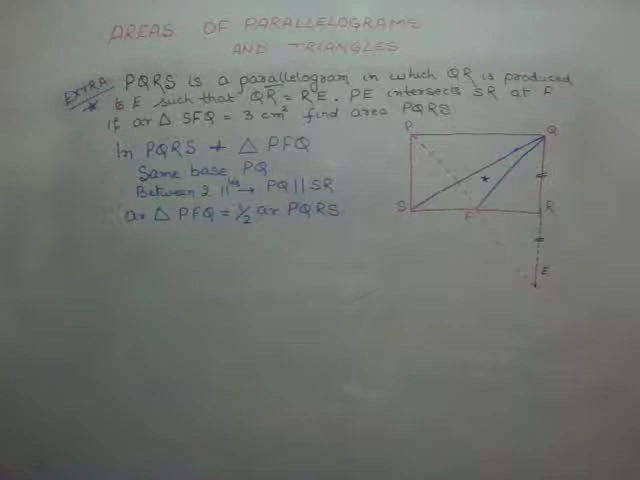 AREAS OF PARALLELOGRAMS
AND TRIANGLES
EXTRA PQRS is a parallelogram in which QR is produced
* to E such that QR = RE. PE intersects SR at F
if ar △ SFQ = 3 cm² find area PQRS
In PQRS + △ PFQ
Same base PQ
Between 2 ||les → PQ || SR
ar △ PFQ = 1/2 ar PQRS
P
Q
*
S
F
R
E